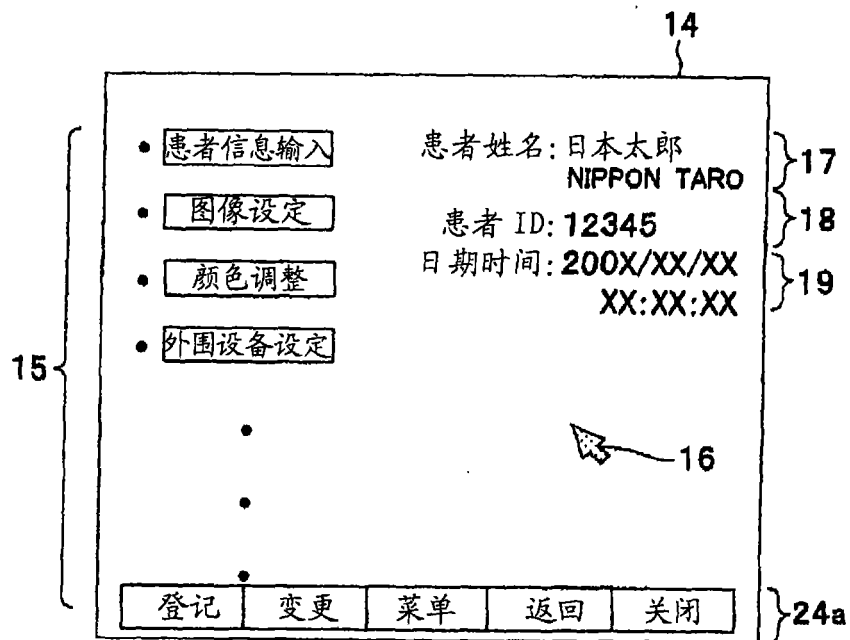 14
患者信息输入
图像设定
颜色调整
外围设备设定
15
患者姓名:日本太郎
NIPPON TARO
17
患者 ID:12345
18
日期时间:200X/XX/XX
XX:XX:XX
19
16
登记 变更 菜单 返回 关闭
24a